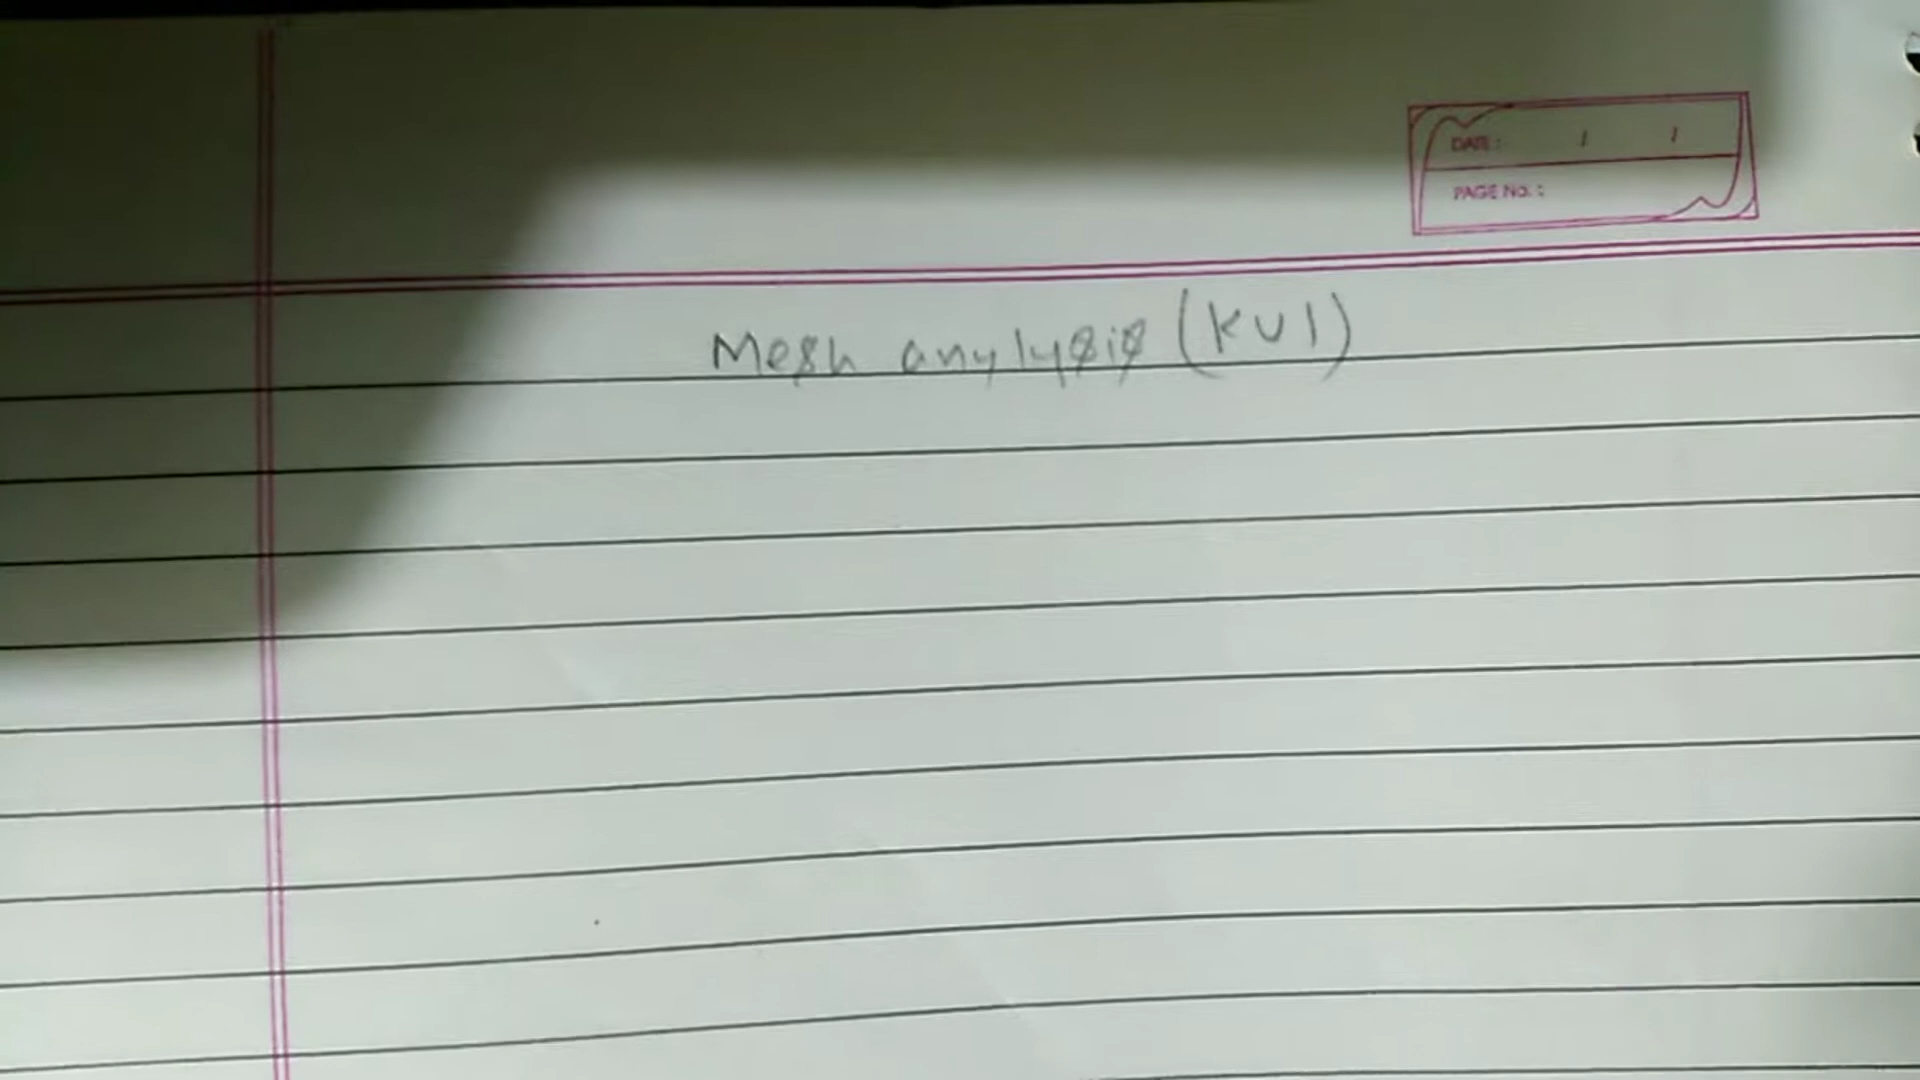 DATE : / /
PAGE No. :
Mesh anylysis (KVl)